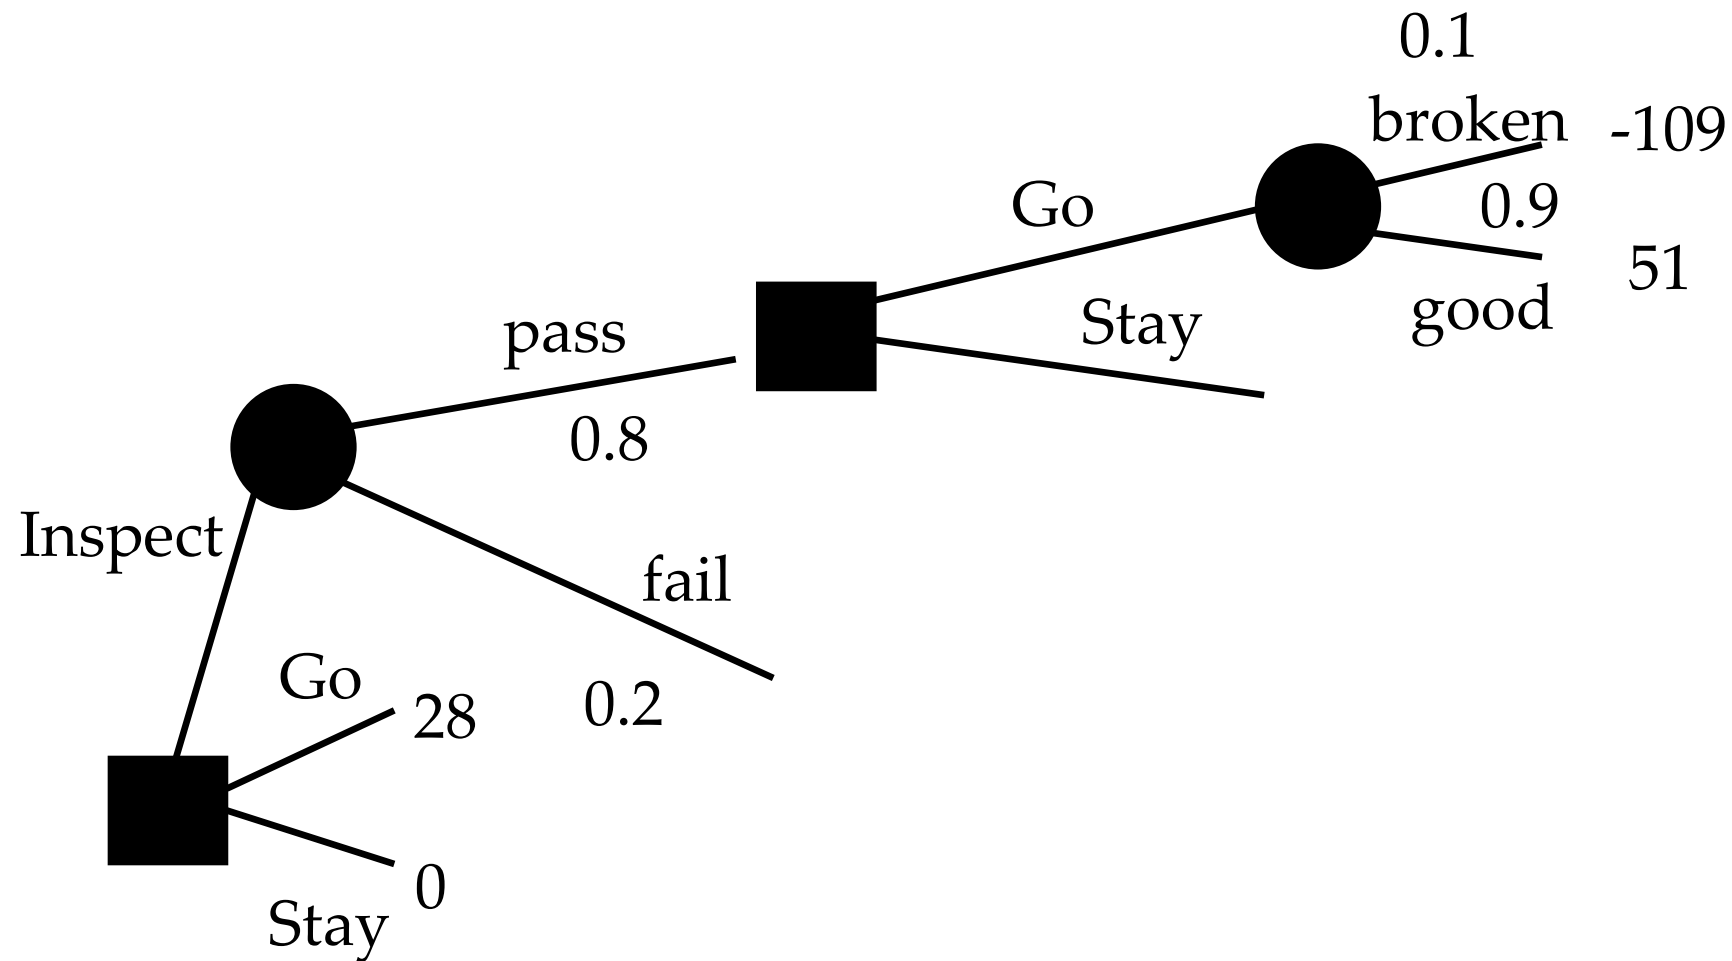 0.1
broken -109
Go 0.9
51
Stay good
pass
0.8
Inspect
fail
Go 28 0.2
0
Stay